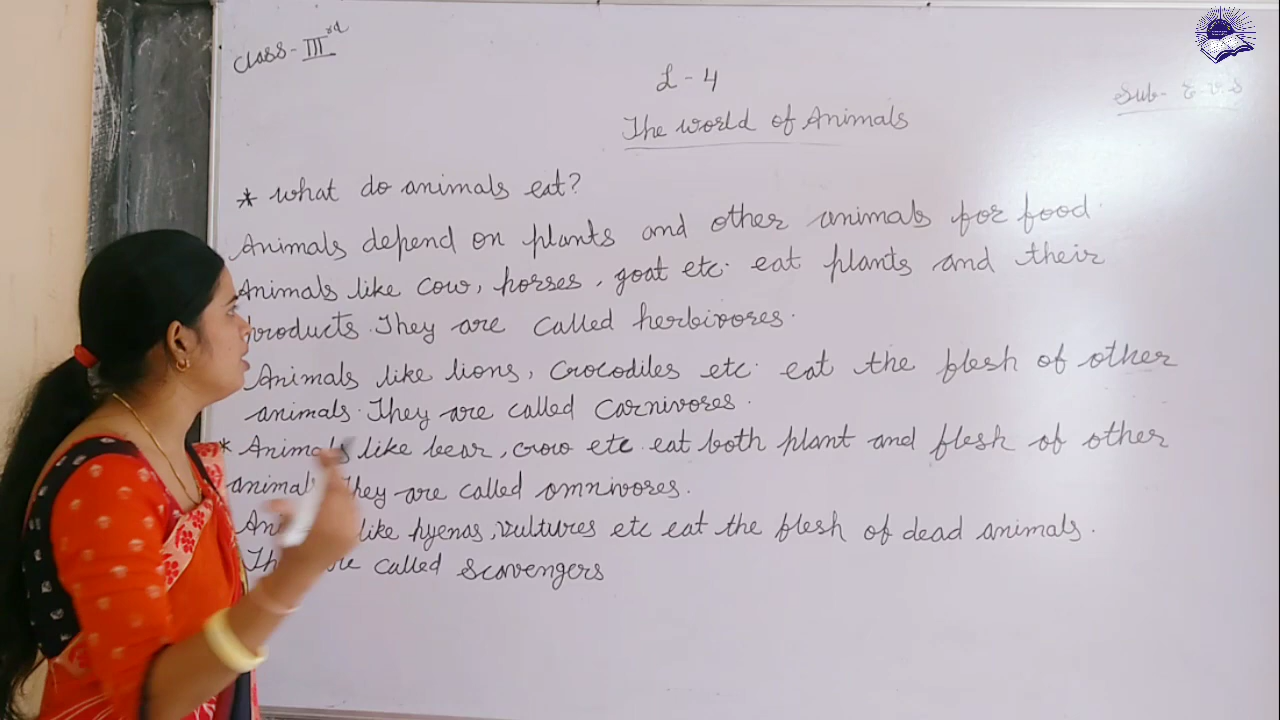 Class-IIIrd
L-4
Sub- E.V.S
The world of Animals
* what do animals eat?
Animals depend on plants and other animals for food.
Animals like cow, horses, goat etc. eat plants and their
products. They are called herbivores.
Animals like lions, crocodiles etc. eat the flesh of other
animals. They are called carnivores.
* Animals like bear, crow etc. eat both plant and flesh of other
animal They are called omnivores.
like hyenas, vultures etc eat the flesh of dead animals.
called scavengers